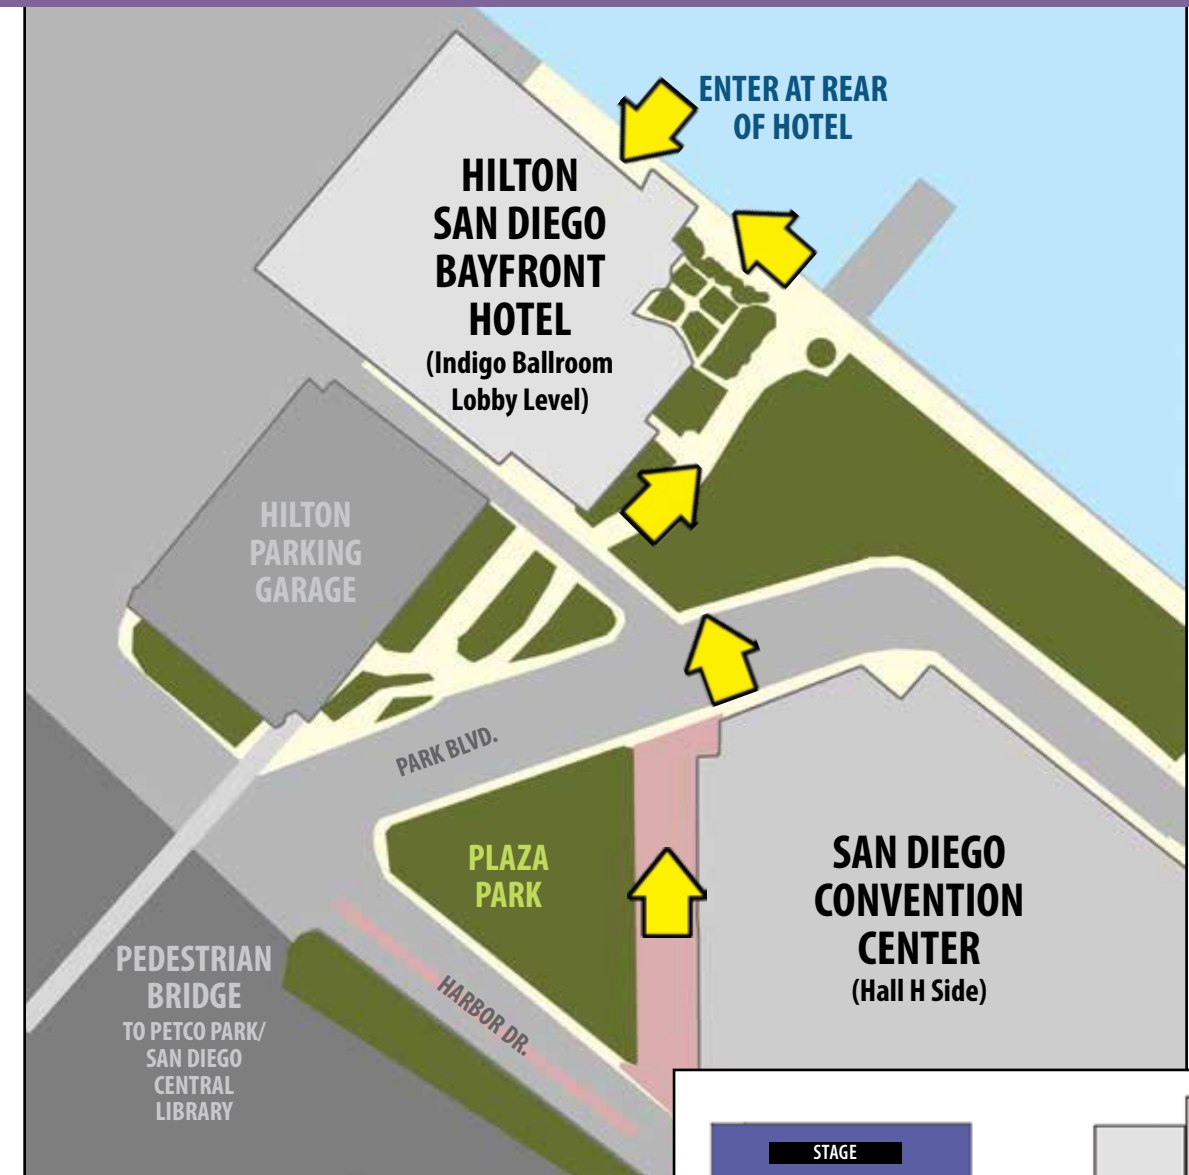 ENTER AT REAR
OF HOTEL
HILTON
SAN DIEGO
BAYFRONT
HOTEL
(Indigo Ballroom
Lobby Level)
HILTON
PARKING
GARAGE
PARK BLVD.
PLAZA
PARK
SAN DIEGO
CONVENTION
CENTER
(Hall H Side)
PEDESTRIAN
BRIDGE
TO PETCO PARK/
SAN DIEGO
CENTRAL
LIBRARY
HARBOR DR.
STAGE